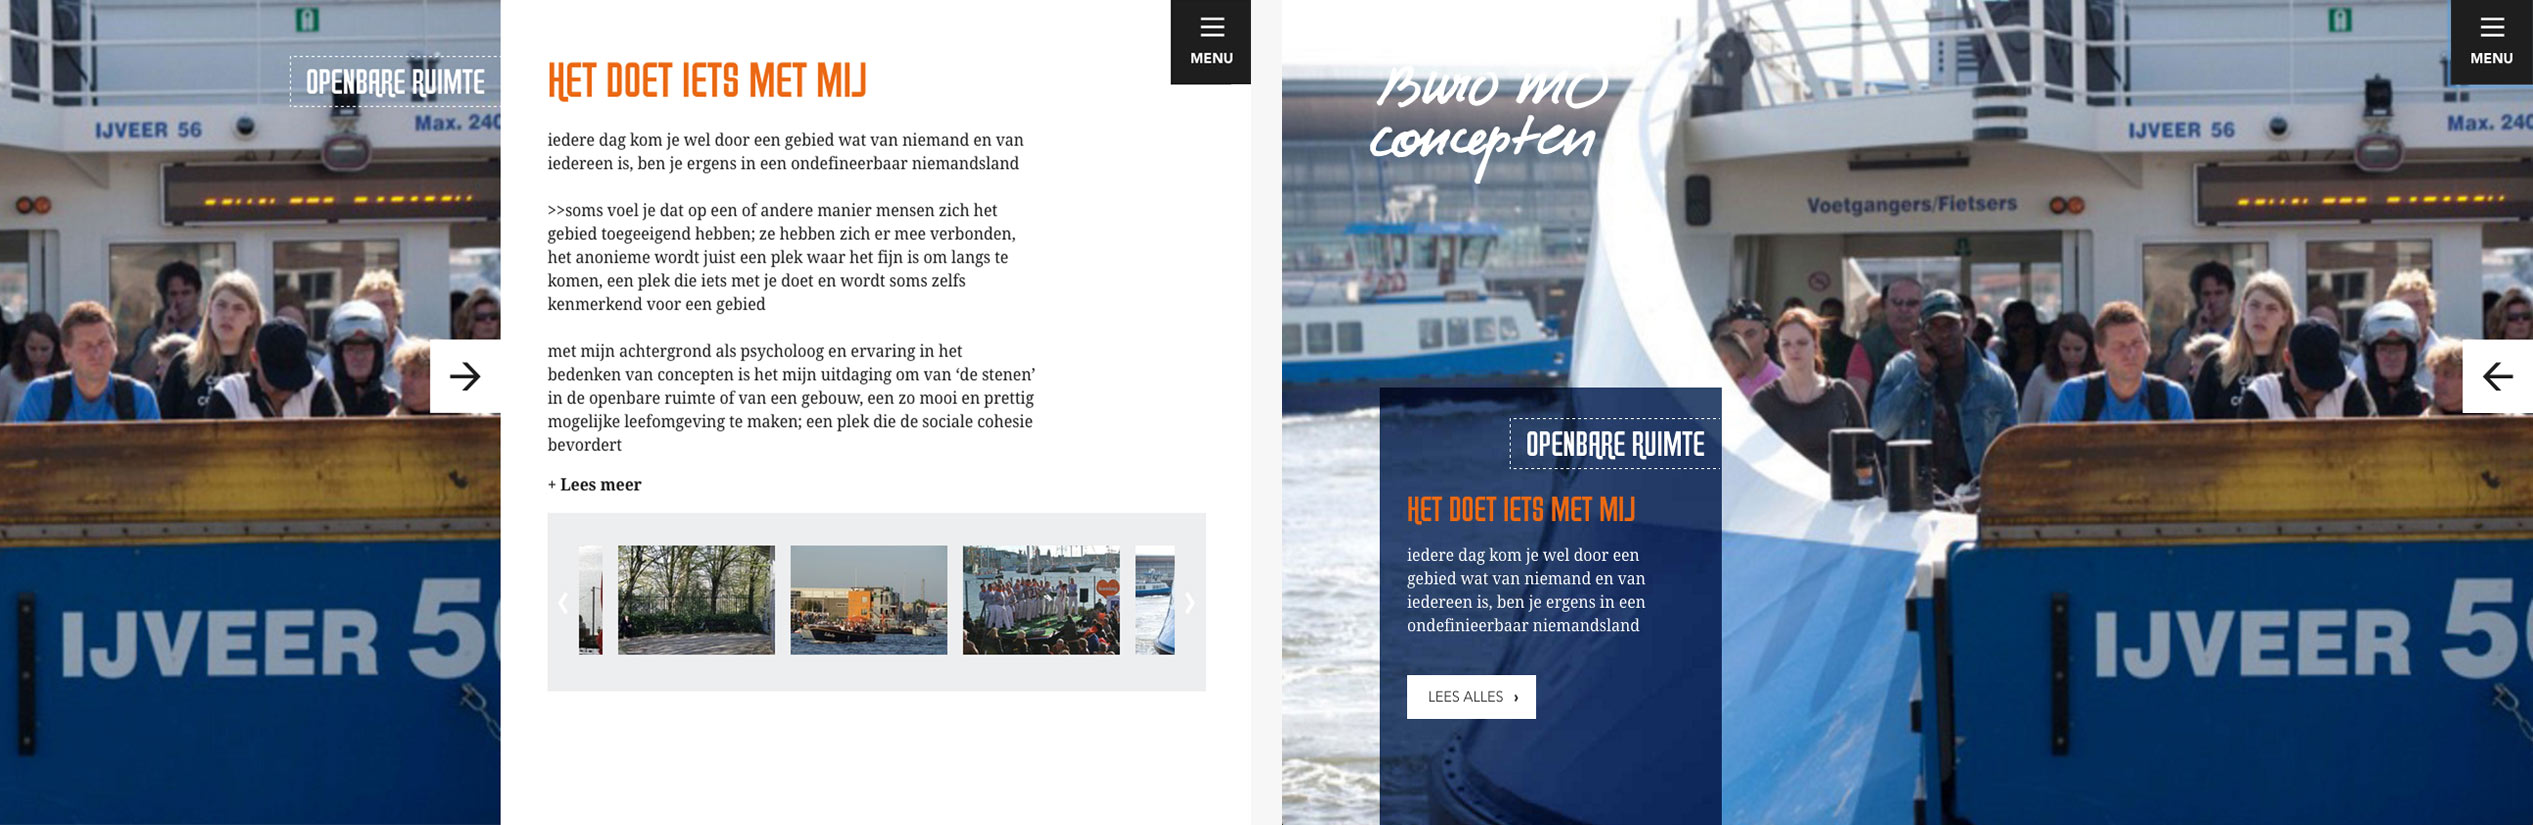 OPENBARE RUIMTE
IJVEER 56
Max. 240
IJVEER 56
HET DOET IETS MET MIJ
MENU
iedere dag kom je wel door een gebied wat van niemand en van
iedereen is, ben je ergens in een ondefineerbaar niemandsland
>>soms voel je dat op een of andere manier mensen zich het
gebied toegeeigend hebben; ze hebben zich er mee verbonden,
het anonieme wordt juist een plek waar het fijn is om langs te
komen, een plek die iets met je doet en wordt soms zelfs
kenmerkend voor een gebied
met mijn achtergrond als psycholoog en ervaring in het
bedenken van concepten is het mijn uitdaging om van ‘de stenen’
in de openbare ruimte of van een gebouw, een zo mooi en prettig
mogelijke leefomgeving te maken; een plek die de sociale cohesie
bevordert
+ Lees meer
Buro MO
concepten
MENU
IJVEER 56
Max. 240
Voetgangers/Fietsers
OPENBARE RUIMTE
HET DOET IETS MET MIJ
iedere dag kom je wel door een
gebied wat van niemand en van
iedereen is, ben je ergens in een
ondefinieerbaar niemandsland
LEES ALLES ›
IJVEER 5